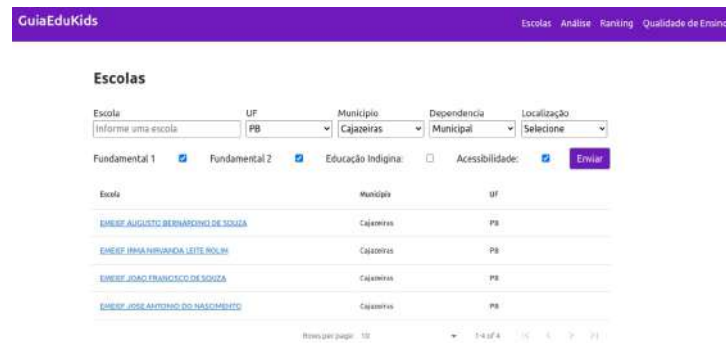 GuiaEduKids
Escolas Análise Ranking Qualidade de Ensino
Escolas
Escola UF Município Dependencia Localização
Informe uma escola PB Cajazeiras Municipal Selecione
Fundamental 1 Fundamental 2 Educação Indigina: Acessibilidade: Enviar
Escola Município UF
EMEIEF AUGUSTO BERNARDINO DE SOUZA Cajazeiras PB
EMEIEF IRMA NIRVANDA LEITE ROLIM Cajazeiras PB
EMEIEF JOAO FRANCISCO DE SOUZA Cajazeiras PB
EMEIEF JOSE ANTONIO DO NASCIMENTO Cajazeiras PB
Rows per page: 10 1-4 of 4